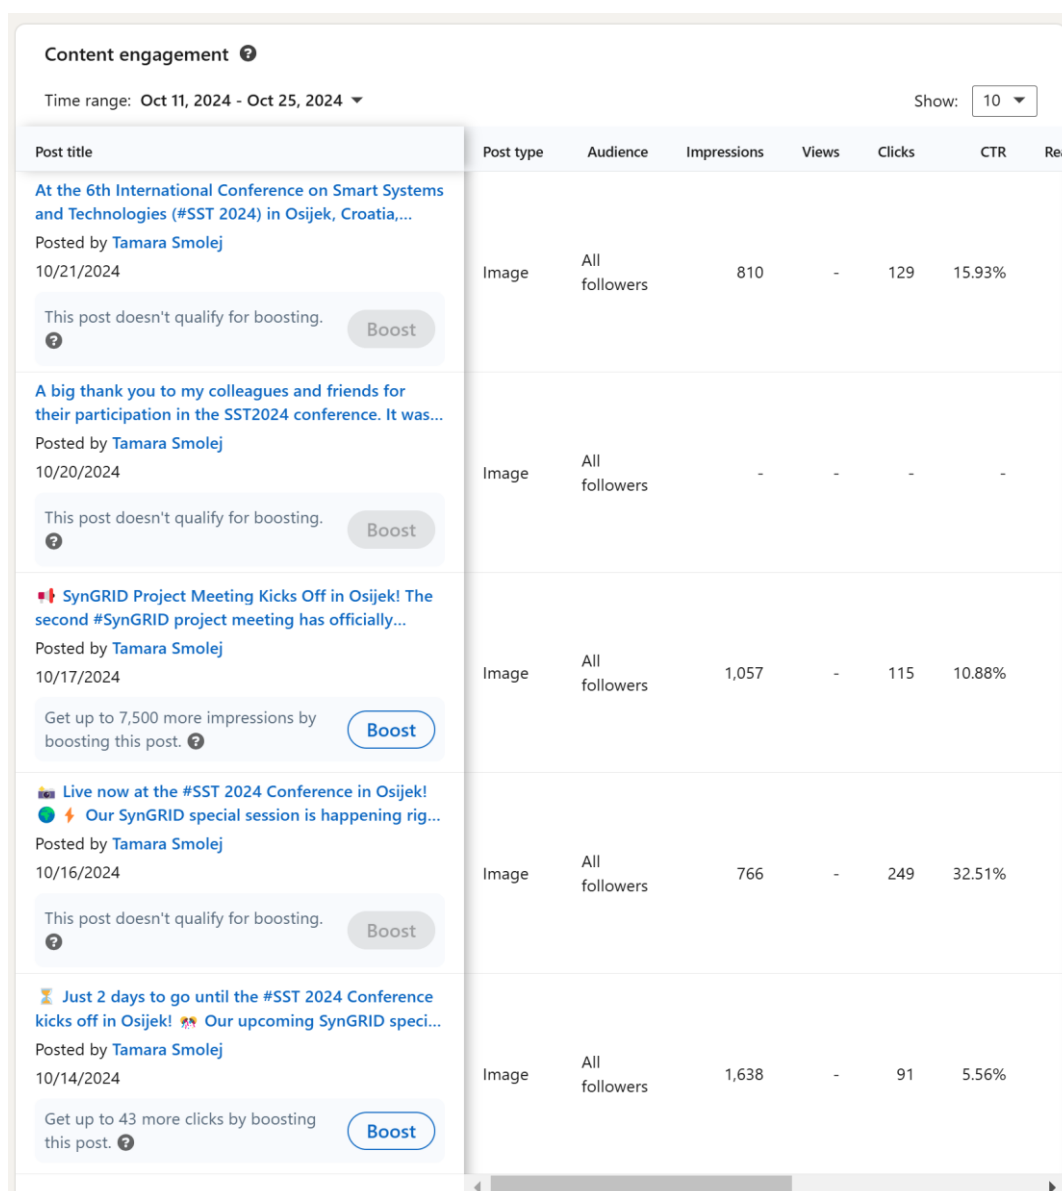 Content engagement ?
Time range: Oct 11, 2024 - Oct 25, 2024
Show: 10
Post title Post type Audience Impressions Views Clicks CTR Rea
At the 6th International Conference on Smart Systems
and Technologies (#SST 2024) in Osijek, Croatia,...
Posted by Tamara Smolej
10/21/2024
This post doesn't qualify for boosting.
?
Boost
Image
All
followers
810 - 129 15.93%
A big thank you to my colleagues and friends for
their participation in the SST2024 conference. It was...
Posted by Tamara Smolej
10/20/2024
This post doesn't qualify for boosting.
?
Boost
Image
All
followers
- - - -
📢 SynGRID Project Meeting Kicks Off in Osijek! The
second #SynGRID project meeting has officially...
Posted by Tamara Smolej
10/17/2024
Get up to 7,500 more impressions by
boosting this post. ?
Boost
Image
All
followers
1,057 - 115 10.88%
📸 Live now at the #SST 2024 Conference in Osijek!
🌍⚡ Our SynGRID special session is happening rig...
Posted by Tamara Smolej
10/16/2024
This post doesn't qualify for boosting.
?
Boost
Image
All
followers
766 - 249 32.51%
⏳ Just 2 days to go until the #SST 2024 Conference
kicks off in Osijek! 🎊 Our upcoming SynGRID speci...
Posted by Tamara Smolej
10/14/2024
Get up to 43 more clicks by boosting
this post. ?
Boost
Image
All
followers
1,638 - 91 5.56%